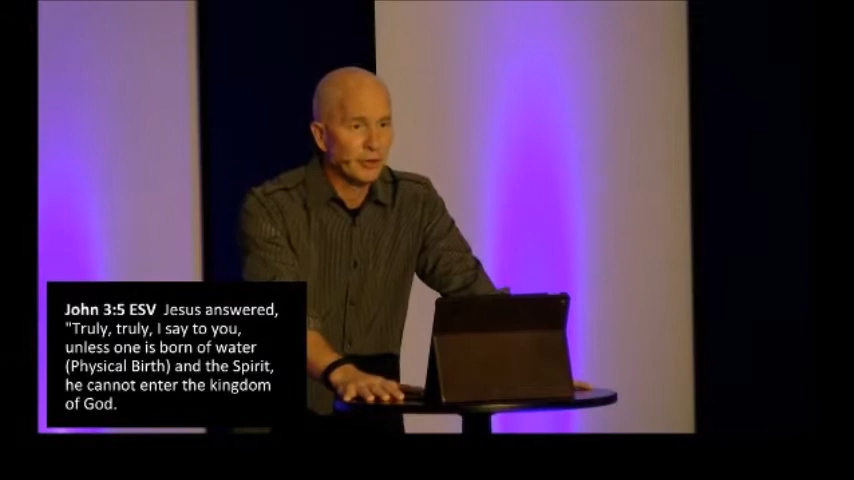 John 3:5 ESV Jesus answered,
"Truly, truly, I say to you,
unless one is born of water
(Physical Birth) and the Spirit,
he cannot enter the kingdom
of God.